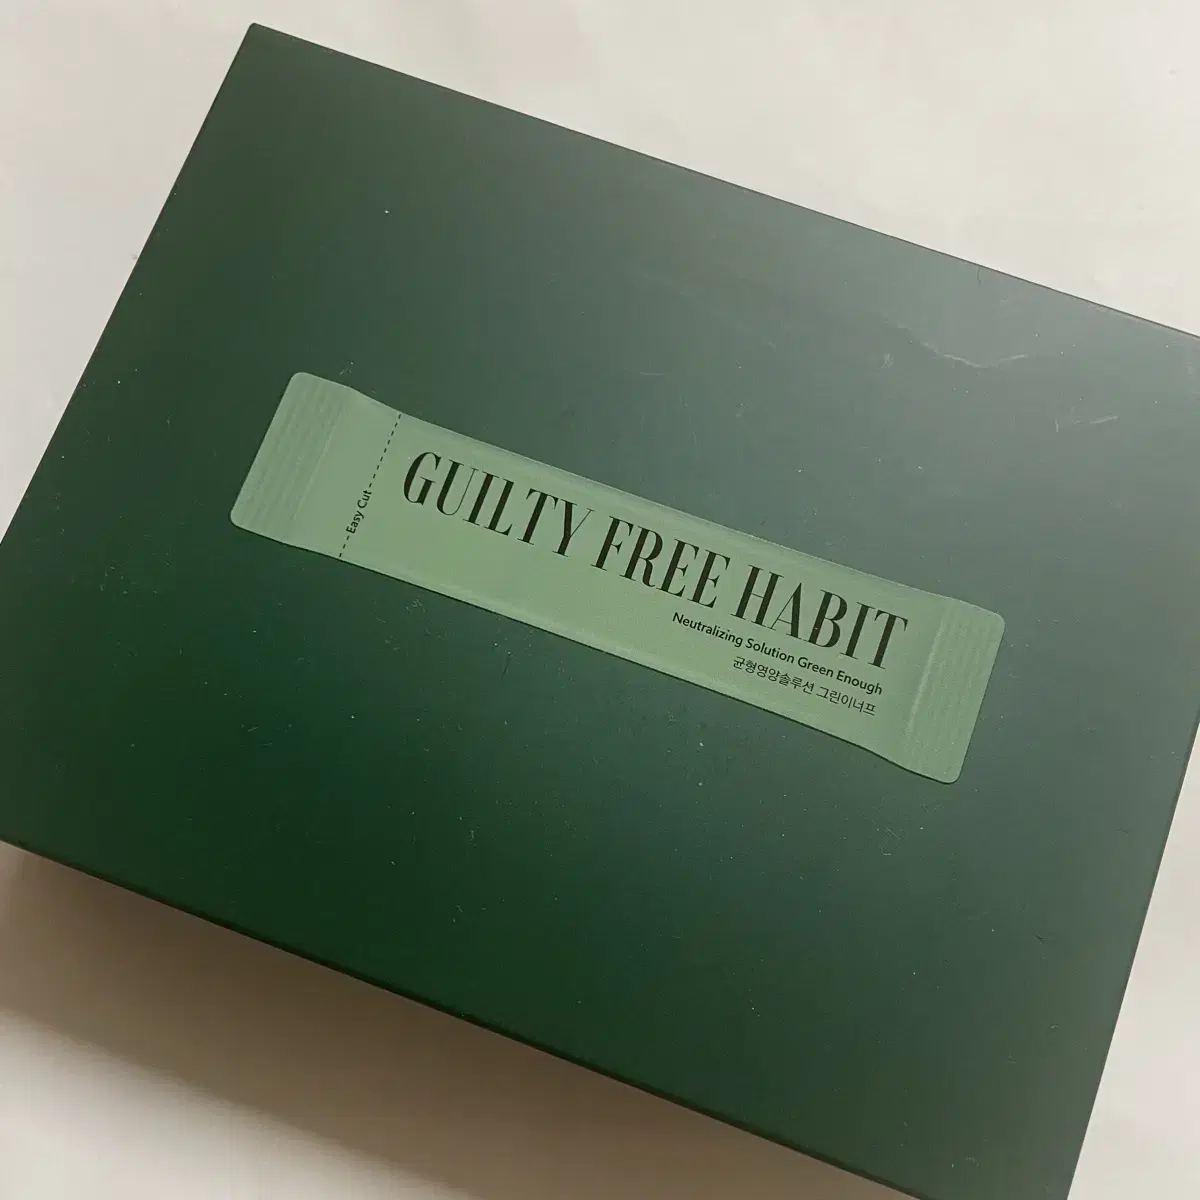 Easy Cut
GUILTY FREE HABIT
Neutralizing Solution Green Enough
균형영양솔루션 그린이너프